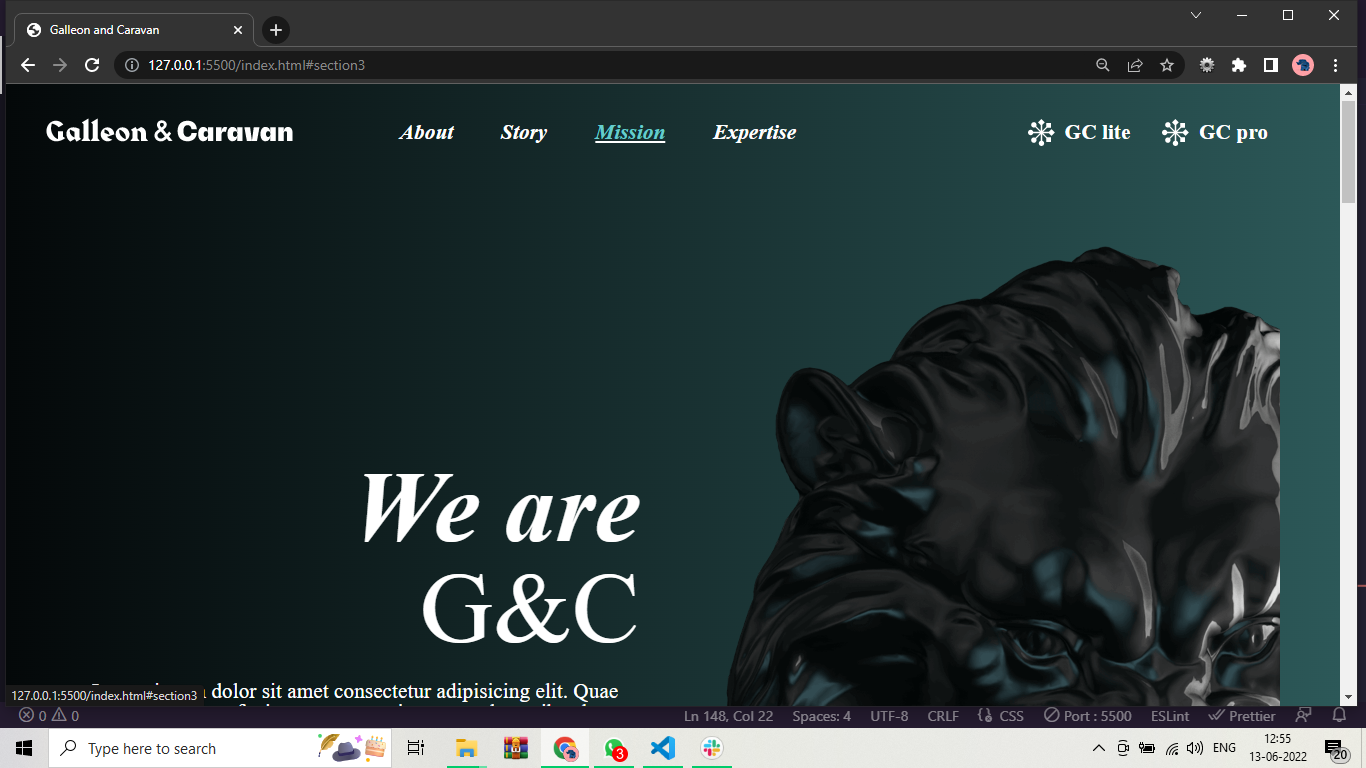 Galleon and Caravan
127.0.0.1:5500/index.html#section3
Galleon & Caravan
About
Story
Mission
Expertise
GC lite
GC pro
We are
G&C
dolor sit amet consectetur adipisicing elit. Quae
127.0.0.1:5500/index.html#section3
0 0
Ln 148, Col 22
Spaces: 4
UTF-8
CRLF
CSS
Port : 5500
ESLint
Prettier
Type here to search
3
ENG
12:55
13-06-2022
20